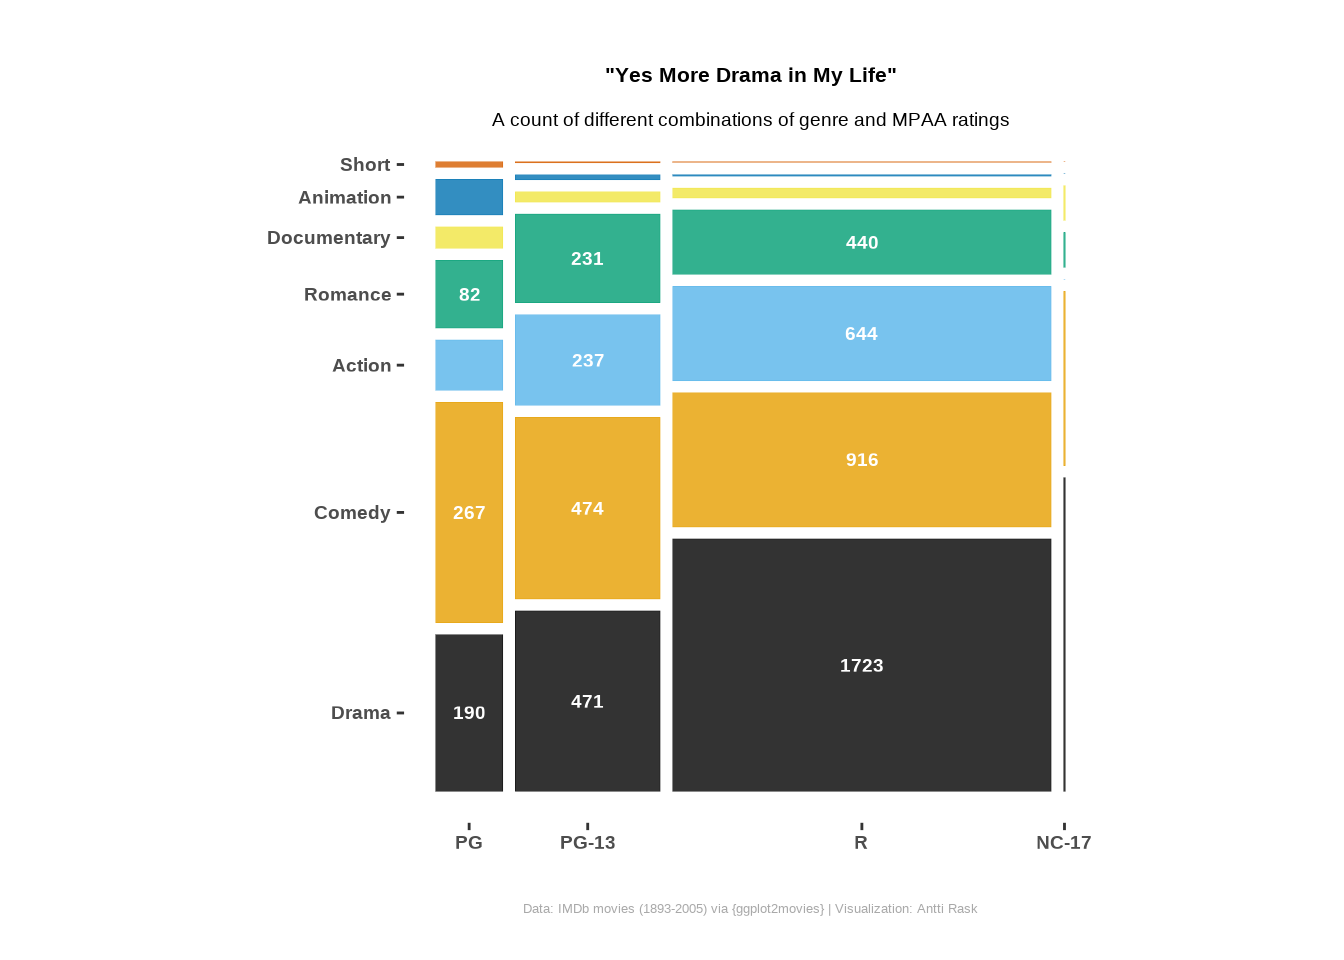 "Yes More Drama in My Life"
A count of different combinations of genre and MPAA ratings
Short
Animation
Documentary
Romance
Action
Comedy
Drama
82
267
190
231
237
474
471
440
644
916
1723
PG
PG-13
R
NC-17
Data: IMDb movies (1893-2005) via {ggplot2movies} | Visualization: Antti Rask